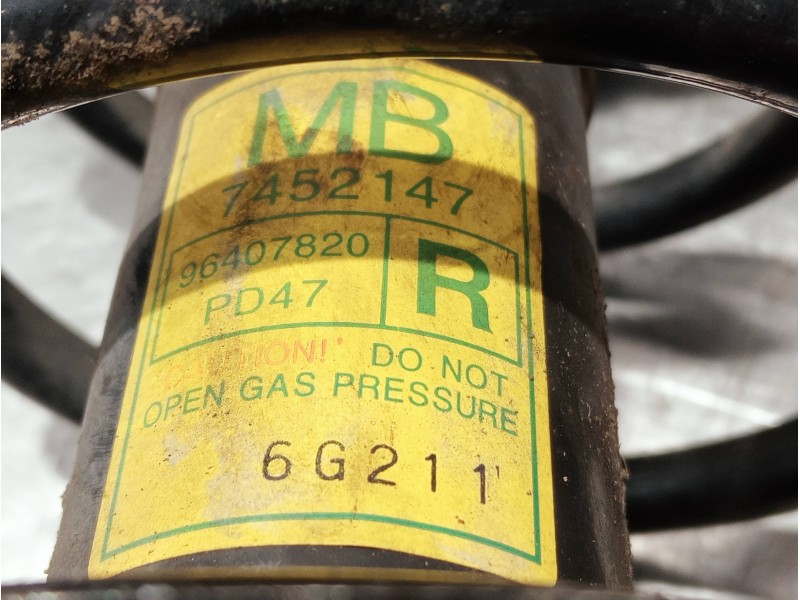 MB
7452147
96407820
PD47
R
CAUTION! DO NOT
OPEN GAS PRESSURE
6G211